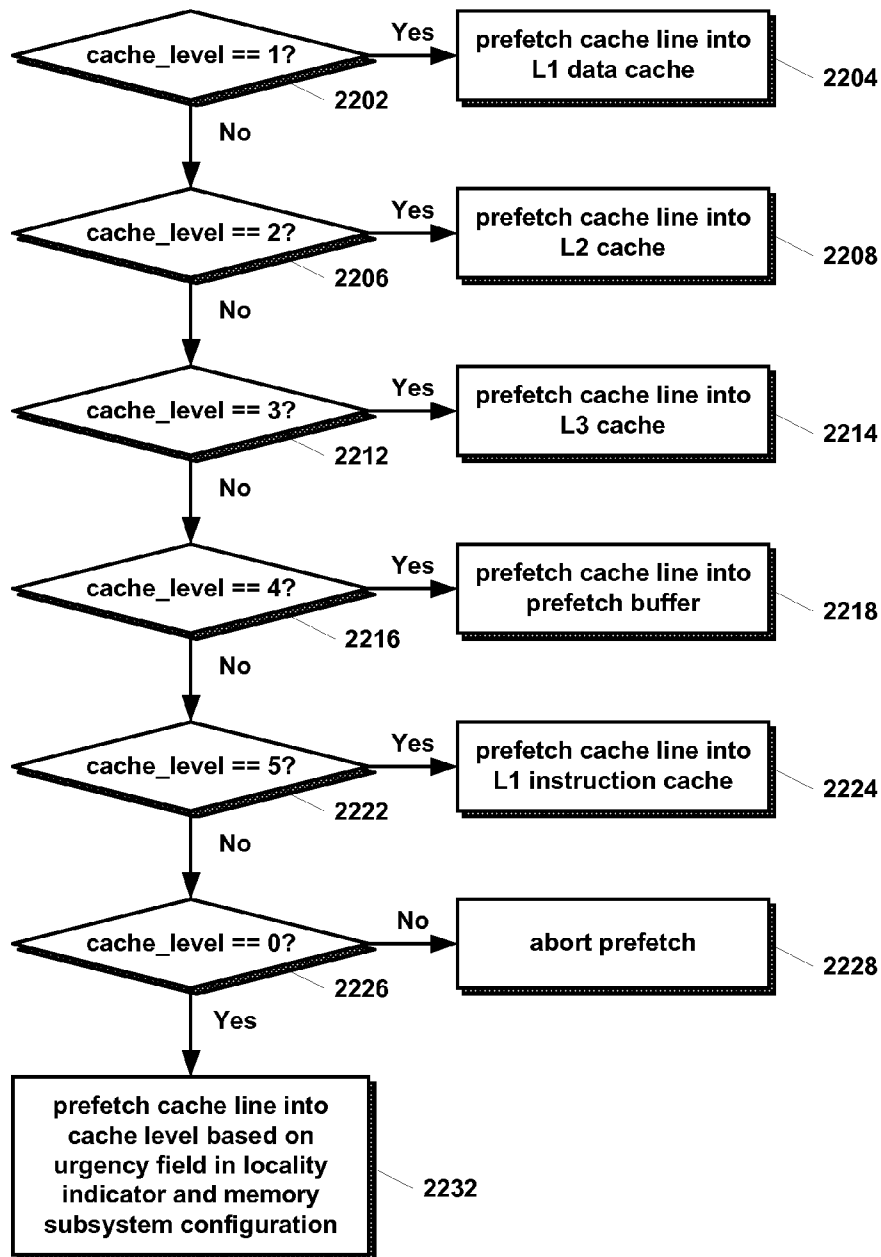 cache_level == 1?
Yes
prefetch cache line into
L1 data cache
2204
2202
No
cache_level == 2?
Yes
prefetch cache line into
L2 cache
2208
2206
No
cache_level == 3?
Yes
prefetch cache line into
L3 cache
2214
2212
No
cache_level == 4?
Yes
prefetch cache line into
prefetch buffer
2218
2216
No
cache_level == 5?
Yes
prefetch cache line into
L1 instruction cache
2224
2222
No
cache_level == 0?
No
abort prefetch
2228
2226
Yes
prefetch cache line into
cache level based on
urgency field in locality
indicator and memory
subsystem configuration
2232